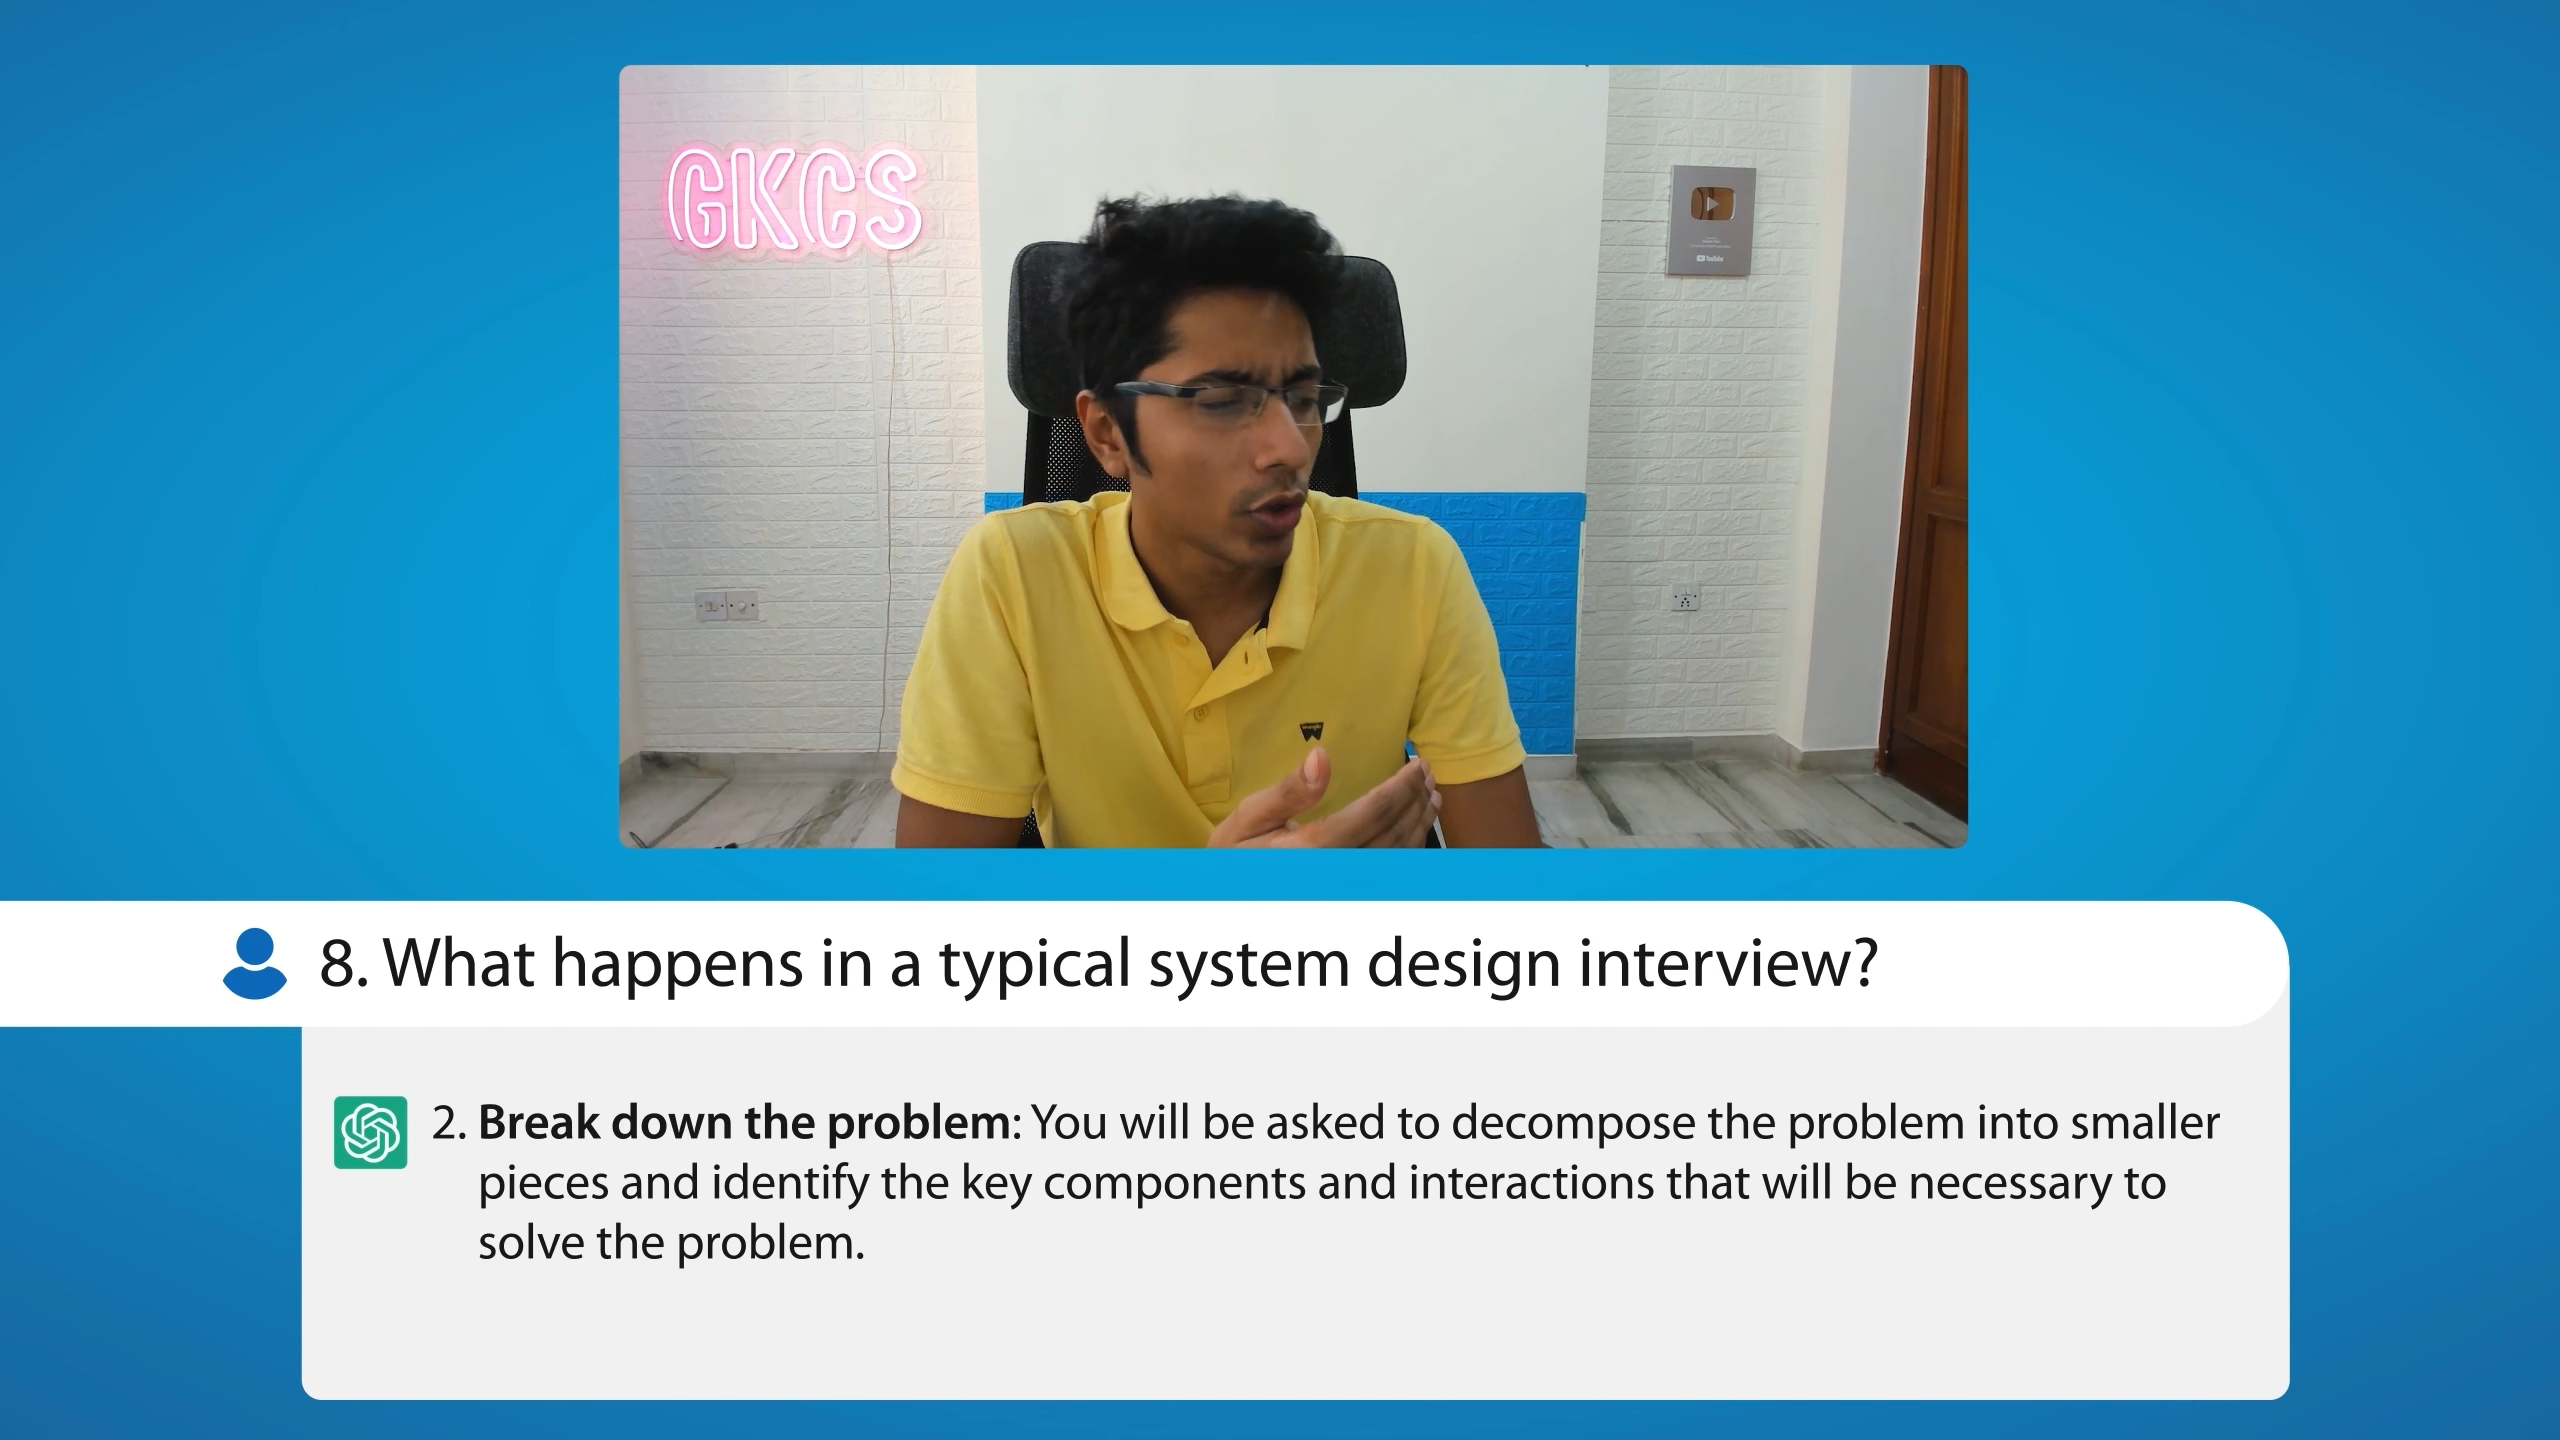 GKCS
YouTube
8. What happens in a typical system design interview?
2. Break down the problem: You will be asked to decompose the problem into smaller
pieces and identify the key components and interactions that will be necessary to
solve the problem.